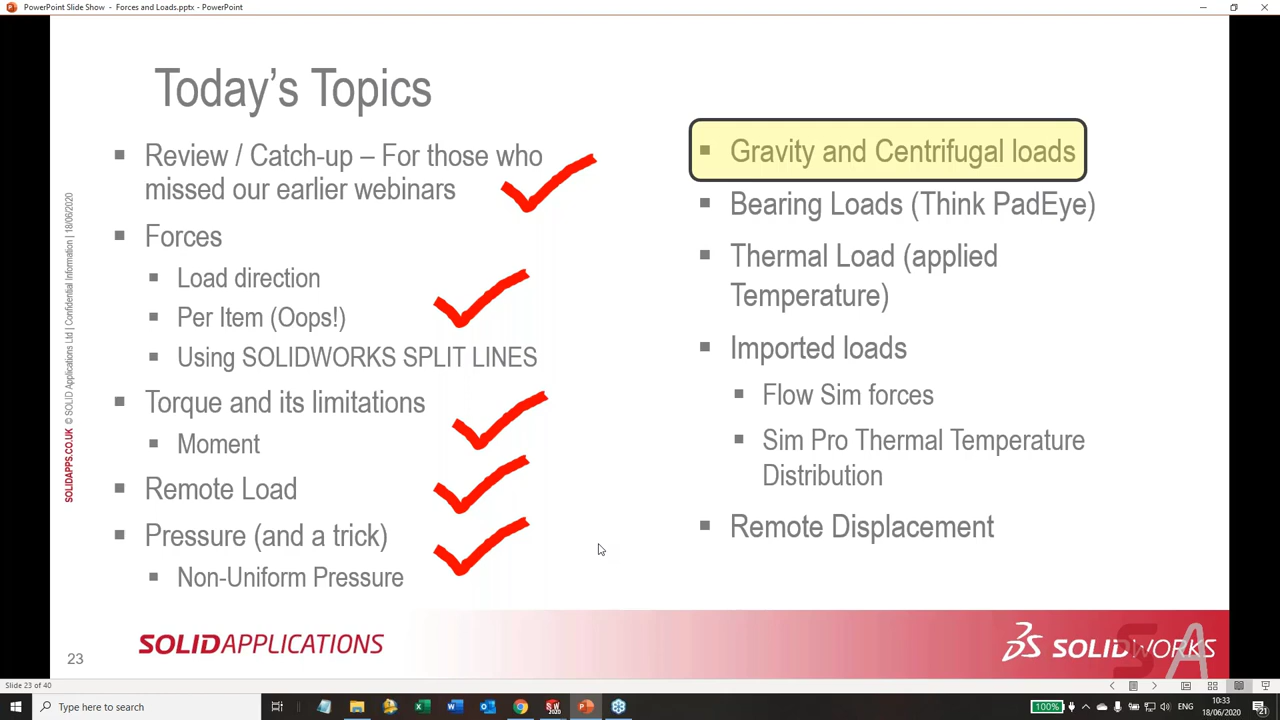 PowerPoint Slide Show - Forces and Loads.pptx - PowerPoint
Today's Topics
Review / Catch-up – For those who
missed our earlier webinars
Forces
Load direction
Per Item (Oops!)
Using SOLIDWORKS SPLIT LINES
Torque and its limitations
Moment
Remote Load
Pressure (and a trick)
Non-Uniform Pressure
Gravity and Centrifugal loads
Bearing Loads (Think PadEye)
Thermal Load (applied
Temperature)
Imported loads
Flow Sim forces
Sim Pro Thermal Temperature
Distribution
Remote Displacement
SOLIDAPPS.CO.UK © SOLID Applications Ltd | Confidential Information | 18/06/2020
23
SOLIDAPPLICATIONS
SOLIDWORKS
SA
Slide 23 of 40
Type here to search
100%
10:33
18/06/2020
21